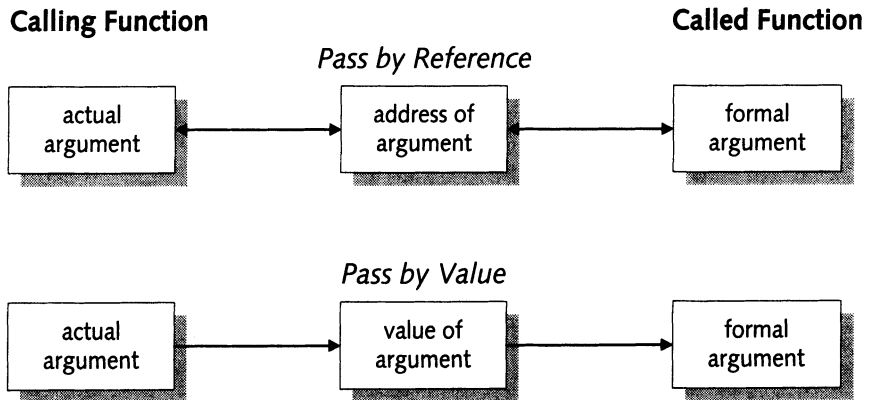 Calling Function
Called Function
Pass by Reference
actual
argument
address of
argument
formal
argument
Pass by Value
actual
argument
value of
argument
formal
argument